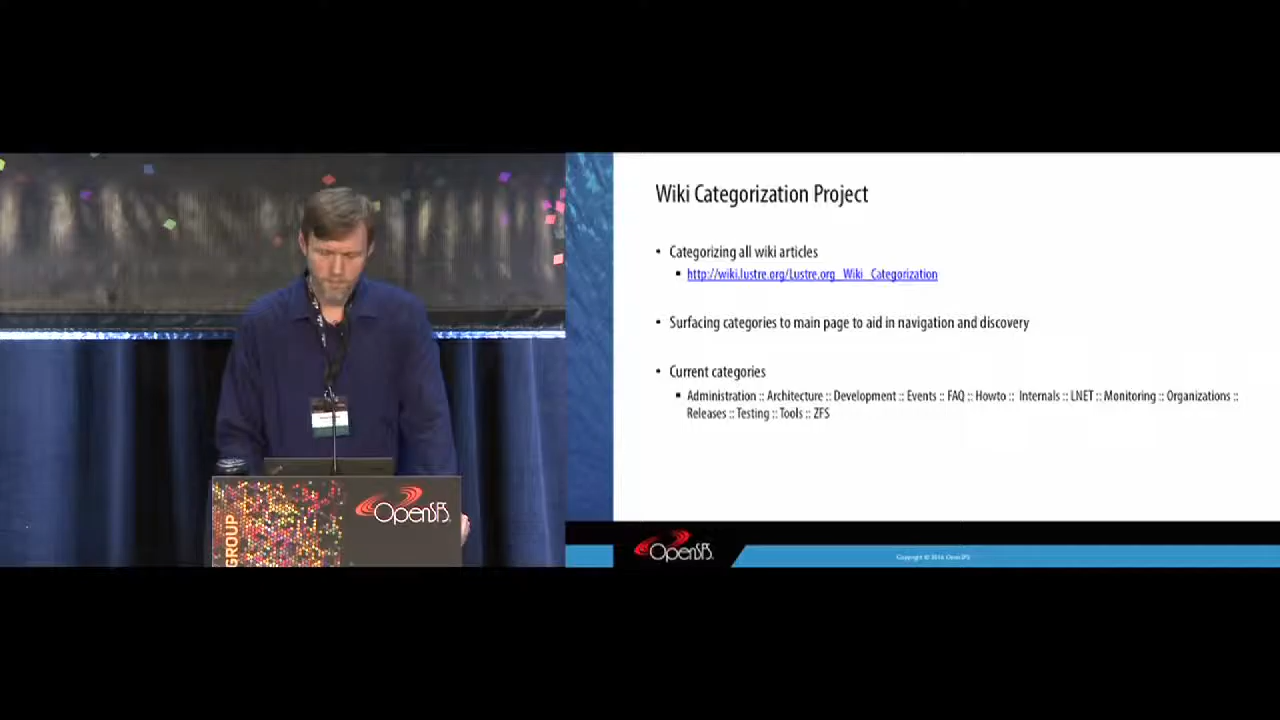 Wiki Categorization Project
• Categorizing all wiki articles
▪ http://wiki.lustre.org/Lustre.org_Wiki_Categorization
• Surfacing categories to main page to aid in navigation and discovery
• Current categories
▪ Administration :: Architecture :: Development :: Events :: FAQ :: Howto :: Internals :: LNET :: Monitoring :: Organizations ::
Releases :: Testing :: Tools :: ZFS
GROUP
OpenSFS.
OpenSFS.
Copyright © 2016 OpenSFS